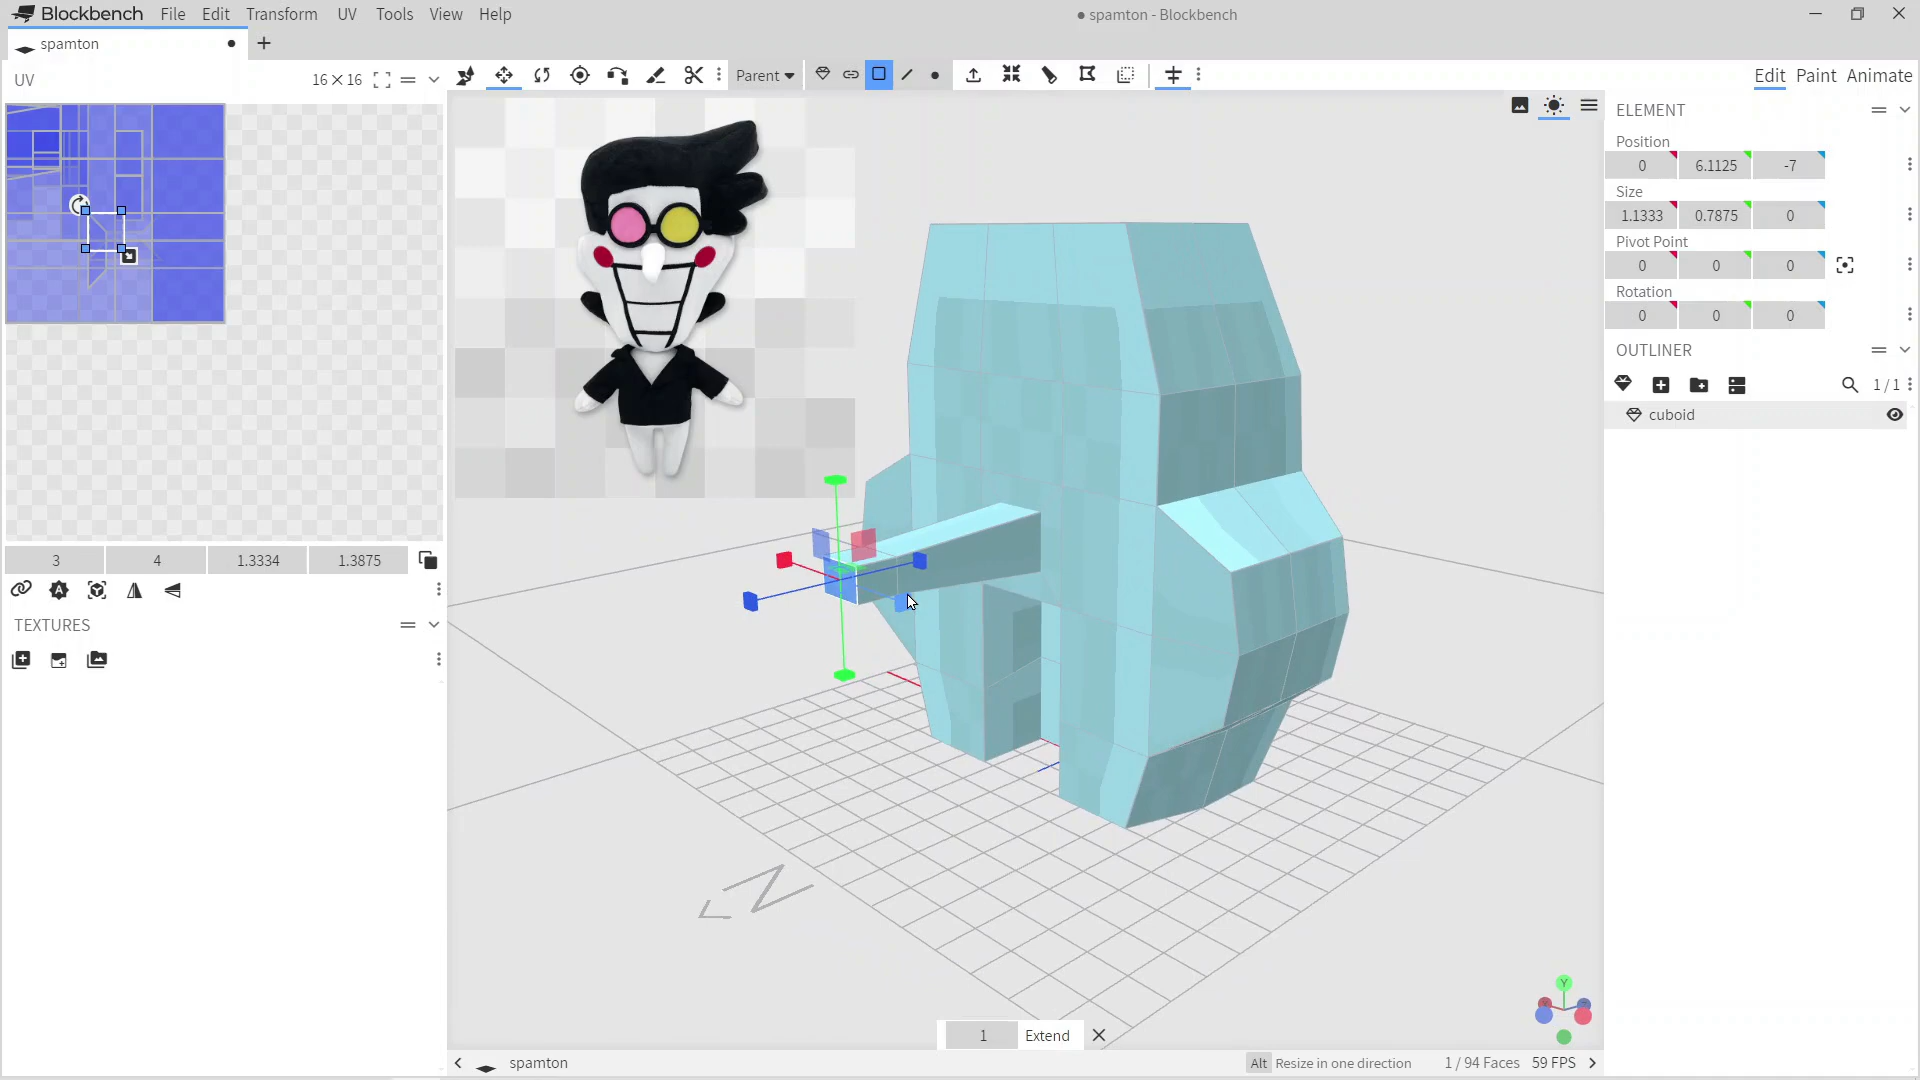 Blockbench File Edit Transform UV Tools View Help
● spamton - Blockbench
spamton
UV 16×16
Parent
Edit Paint Animate
ELEMENT
Position
0 6.1125 -7
Size
1.1333 0.7875 0
Pivot Point
0 0 0
Rotation
0 0 0
OUTLINER
1 / 1
cuboid
3 4 1.3334 1.3875
TEXTURES
Z
Y
1 Extend
spamton
Alt Resize in one direction 1 / 94 Faces 59 FPS